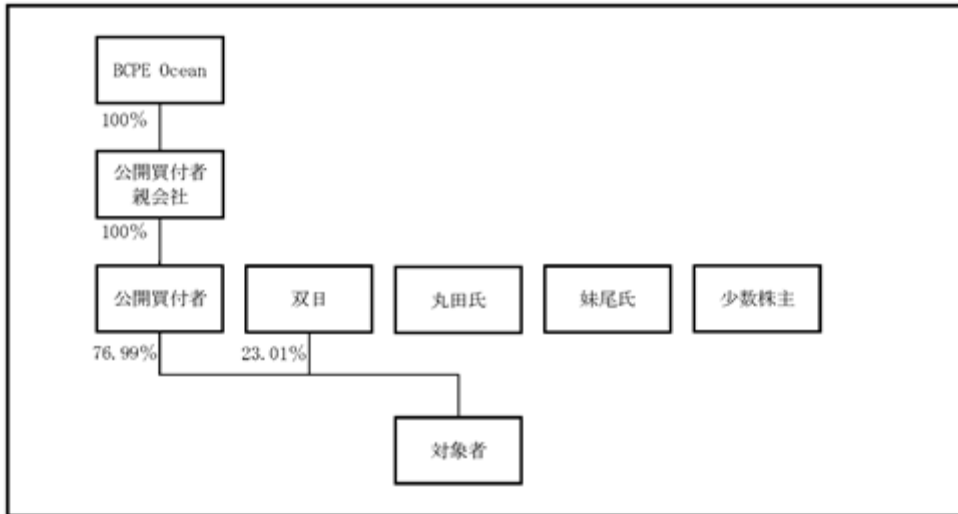 BCPE Ocean
100%
公開買付者
親会社
100%
公開買付者
双日
丸田氏
妹尾氏
少数株主
76.99%
23.01%
対象者